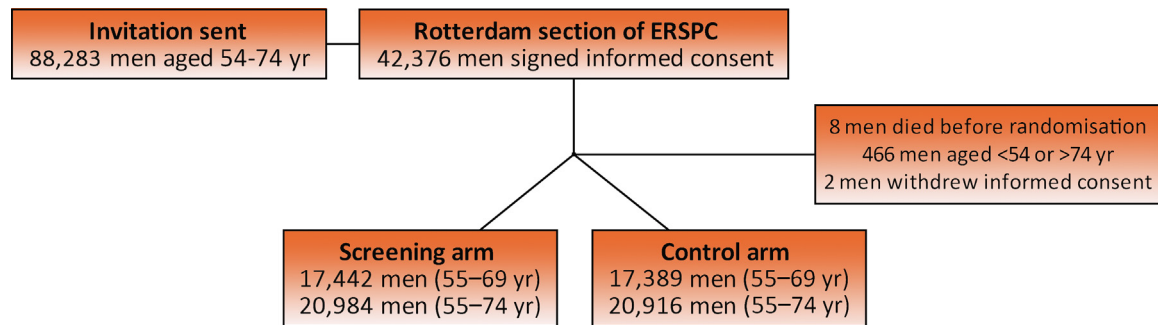 Invitation sent
88,283 men aged 54-74 yr
Rotterdam section of ERSPC
42,376 men signed informed consent
8 men died before randomisation
466 men aged <54 or >74 yr
2 men withdrew informed consent
Screening arm
17,442 men (55–69 yr)
20,984 men (55–74 yr)
Control arm
17,389 men (55–69 yr)
20,916 men (55–74 yr)